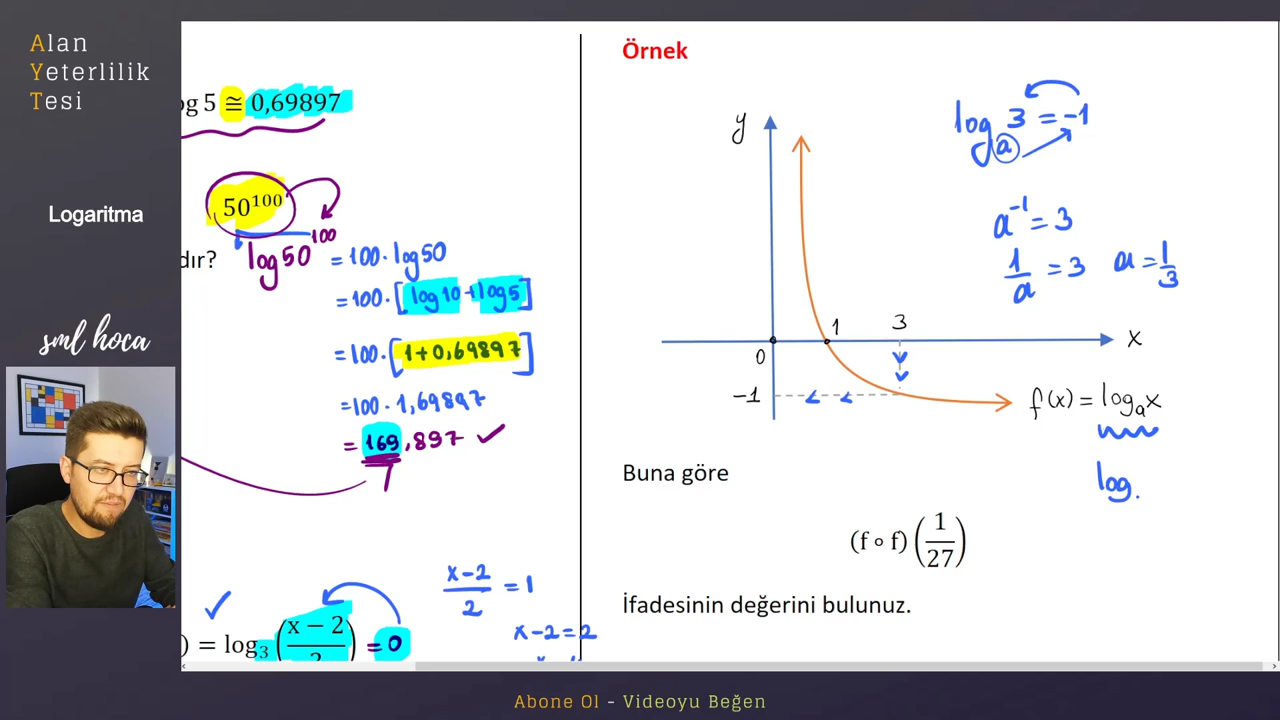 Alan
Yeterlilik
Tesi
Logaritma
sml hoca
og 5 ≅ 0,69897
50¹⁰⁰
dır?
log50¹⁰⁰
= 100 · log50
= 100 · [log10 + log5]
= 100 · [1+0,69897]
= 100 · 1,69897
= 169,897 ✓
x-2/2 = 1
x-2 = 2
✓
) = log₃ (x − 2/2) = 0
Örnek
y
1
3
0
x
-1
f(x) = logₐx
logₐ3 = -1
a⁻¹ = 3
1/a = 3 a = 1/3
log
Buna göre
(f ∘ f) (1/27)
İfadesinin değerini bulunuz.
Abone Ol - Videoyu Beğen